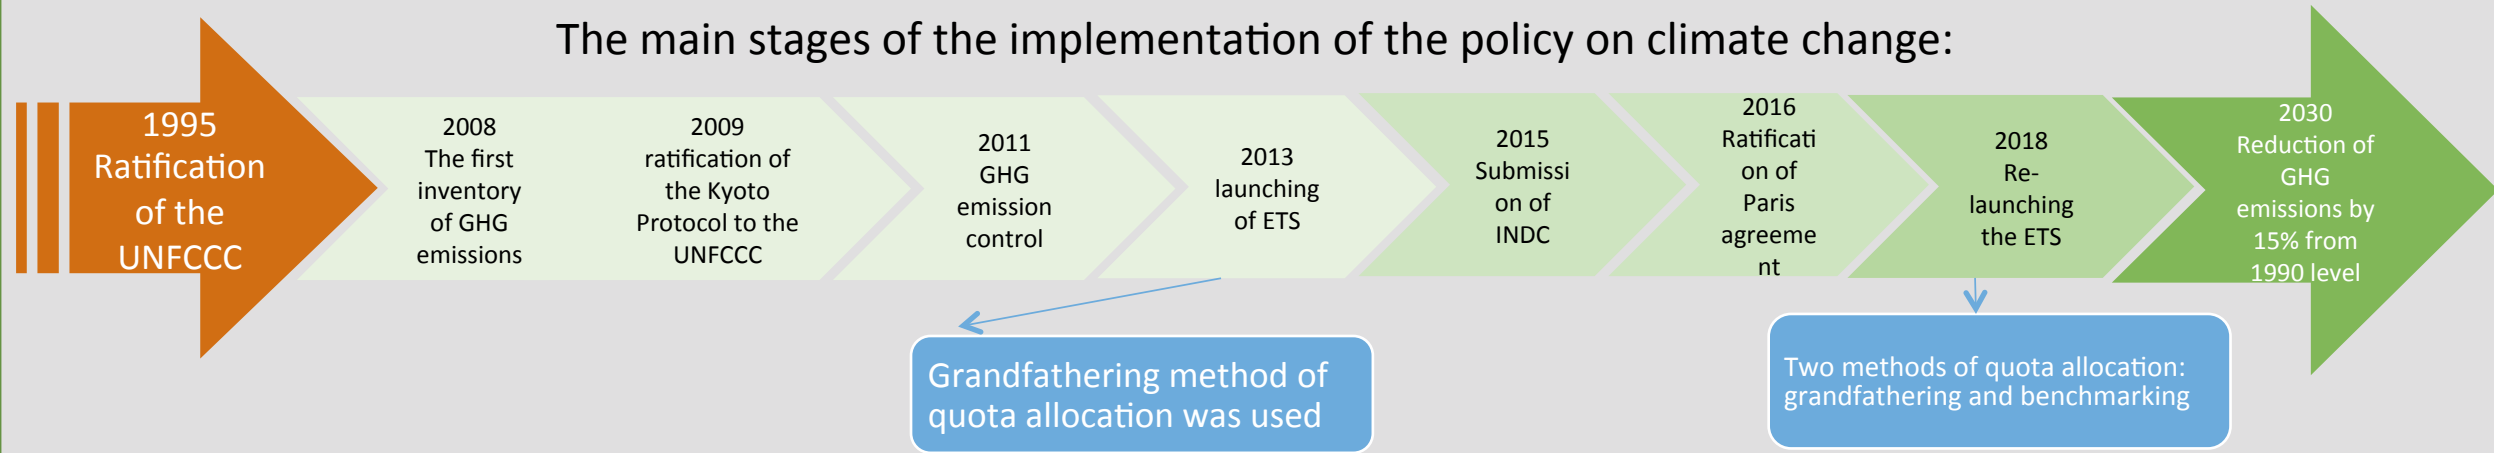 The main stages of the implementation of the policy on climate change:
1995
Ratification
of the
UNFCCC
2008
The first
inventory
of GHG
emissions
2009
ratification of
the Kyoto
Protocol to the
UNFCCC
2011
GHG
emission
control
2013
launching
of ETS
2015
Submissi
on of
INDC
2016
Ratificati
on of
Paris
agreeme
nt
2018
Re-
launching
the ETS
2030
Reduction of
GHG
emissions by
15% from
1990 level
Grandfathering method of
quota allocation was used
Two methods of quota allocation:
grandfathering and benchmarking